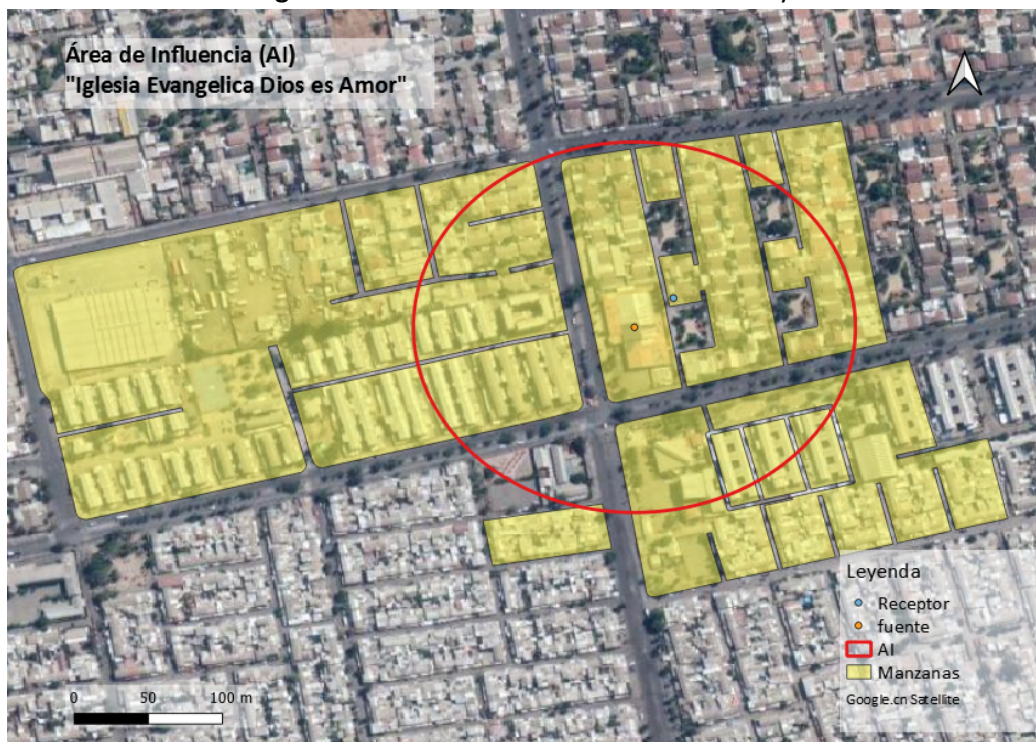 Área de Influencia (AI)
"Iglesia Evangelica Dios es Amor"
Leyenda
Receptor
fuente
AI
Manzanas
Google.cn Satellite
0 50 100 m